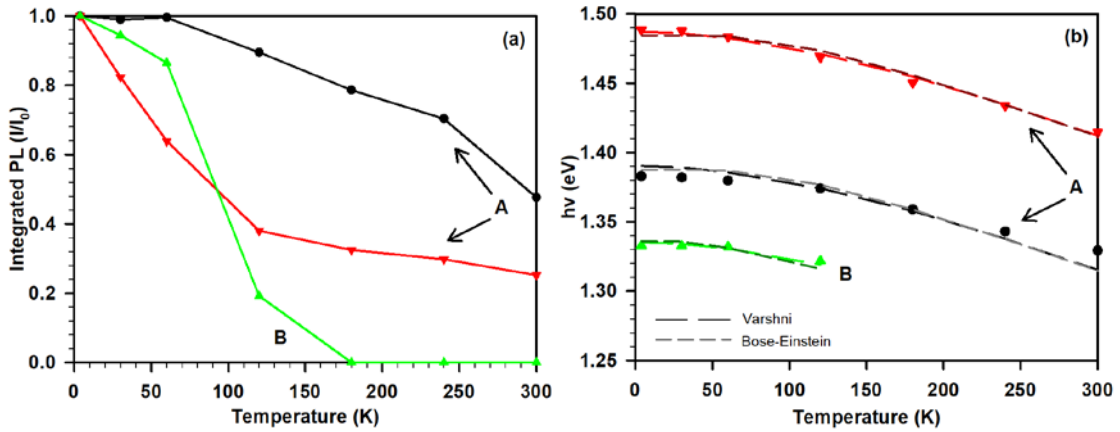 (a)
Integrated PL (I/I₀)
1.0
0.8
0.6
0.4
0.2
0.0
A
B
0 50 100 150 200 250 300
Temperature (K)
(b)
hν (eV)
1.50
1.45
1.40
1.35
1.30
1.25
A
B
Varshni
Bose-Einstein
0 50 100 150 200 250 300
Temperature (K)